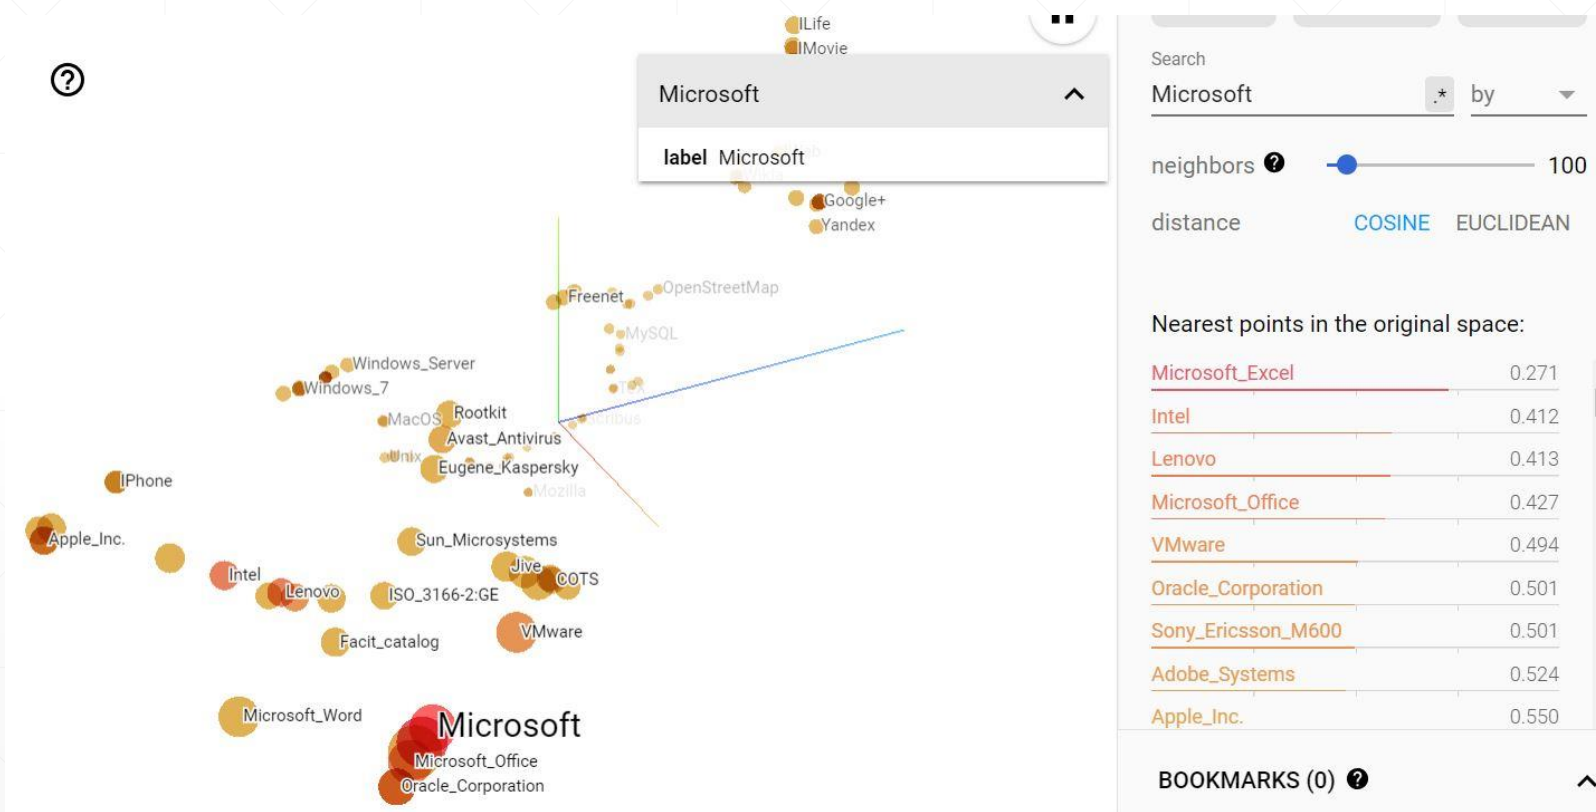 ILife
IMovie
Microsoft
label Microsoft
Wikia
Google+
Yandex
Freenet
OpenStreetMap
MySQL
Windows_Server
Windows_7
TeX
MacOS
Rootkit
Scribus
Avast_Antivirus
Unix
Eugene_Kaspersky
IPhone
Mozilla
Apple_Inc.
Sun_Microsystems
Intel
Jive
COTS
Lenovo
ISO_3166-2:GE
Facit_catalog
VMware
Microsoft_Word
Microsoft
Microsoft_Office
Oracle_Corporation
Search
Microsoft .* by
neighbors ? 100
distance COSINE EUCLIDEAN
Nearest points in the original space:
Microsoft_Excel 0.271
Intel 0.412
Lenovo 0.413
Microsoft_Office 0.427
VMware 0.494
Oracle_Corporation 0.501
Sony_Ericsson_M600 0.501
Adobe_Systems 0.524
Apple_Inc. 0.550
BOOKMARKS (0) ?